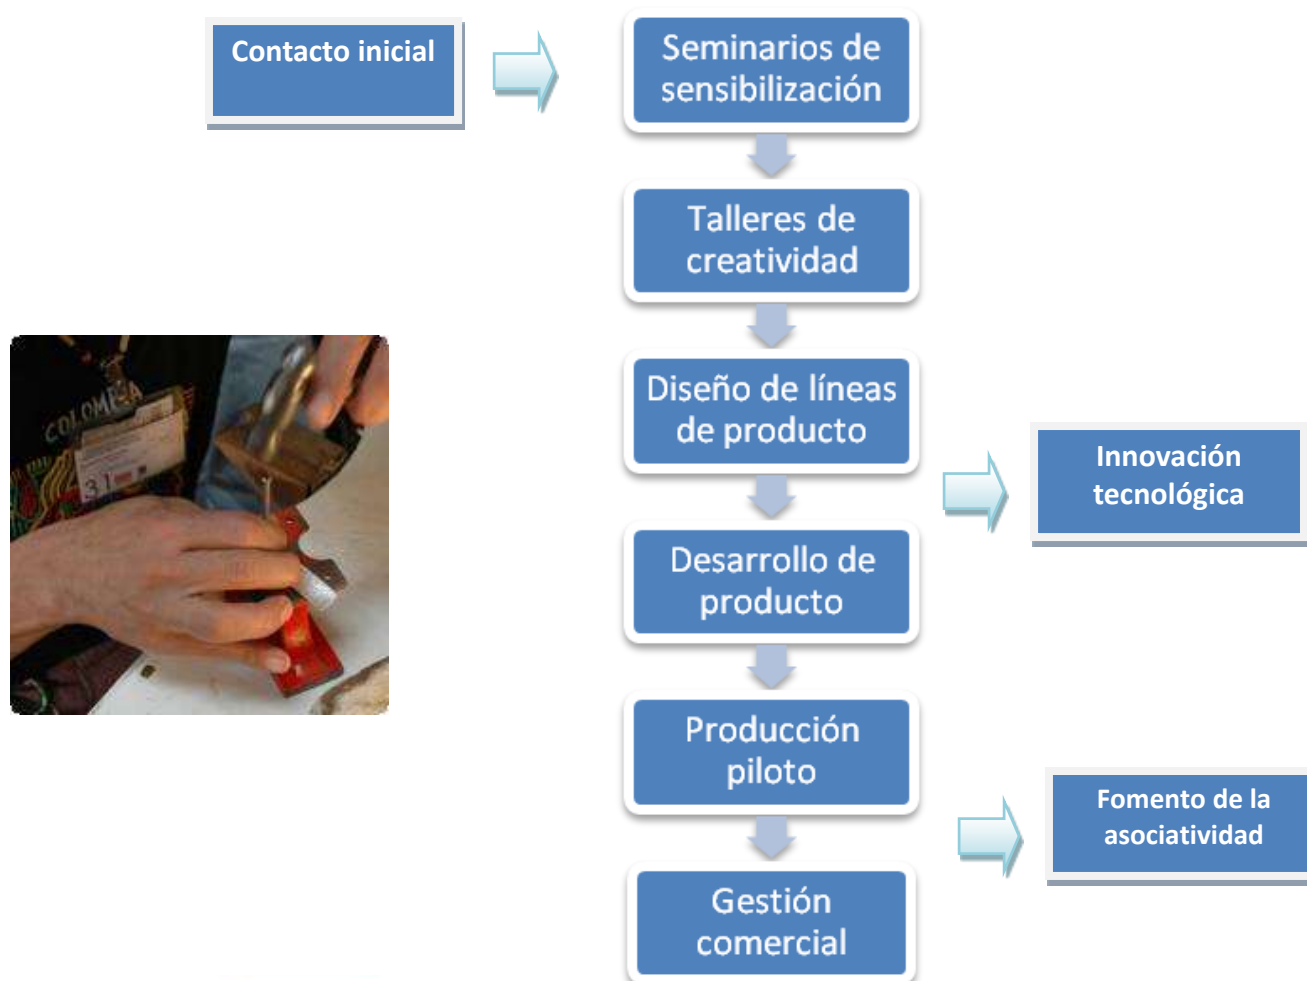 Contacto inicial
Seminarios de
sensibilización
Talleres de
creatividad
Diseño de líneas
de producto
Innovación
tecnológica
Desarrollo de
producto
Producción
piloto
Fomento de la
asociatividad
Gestión
comercial
COLOMBIA
31